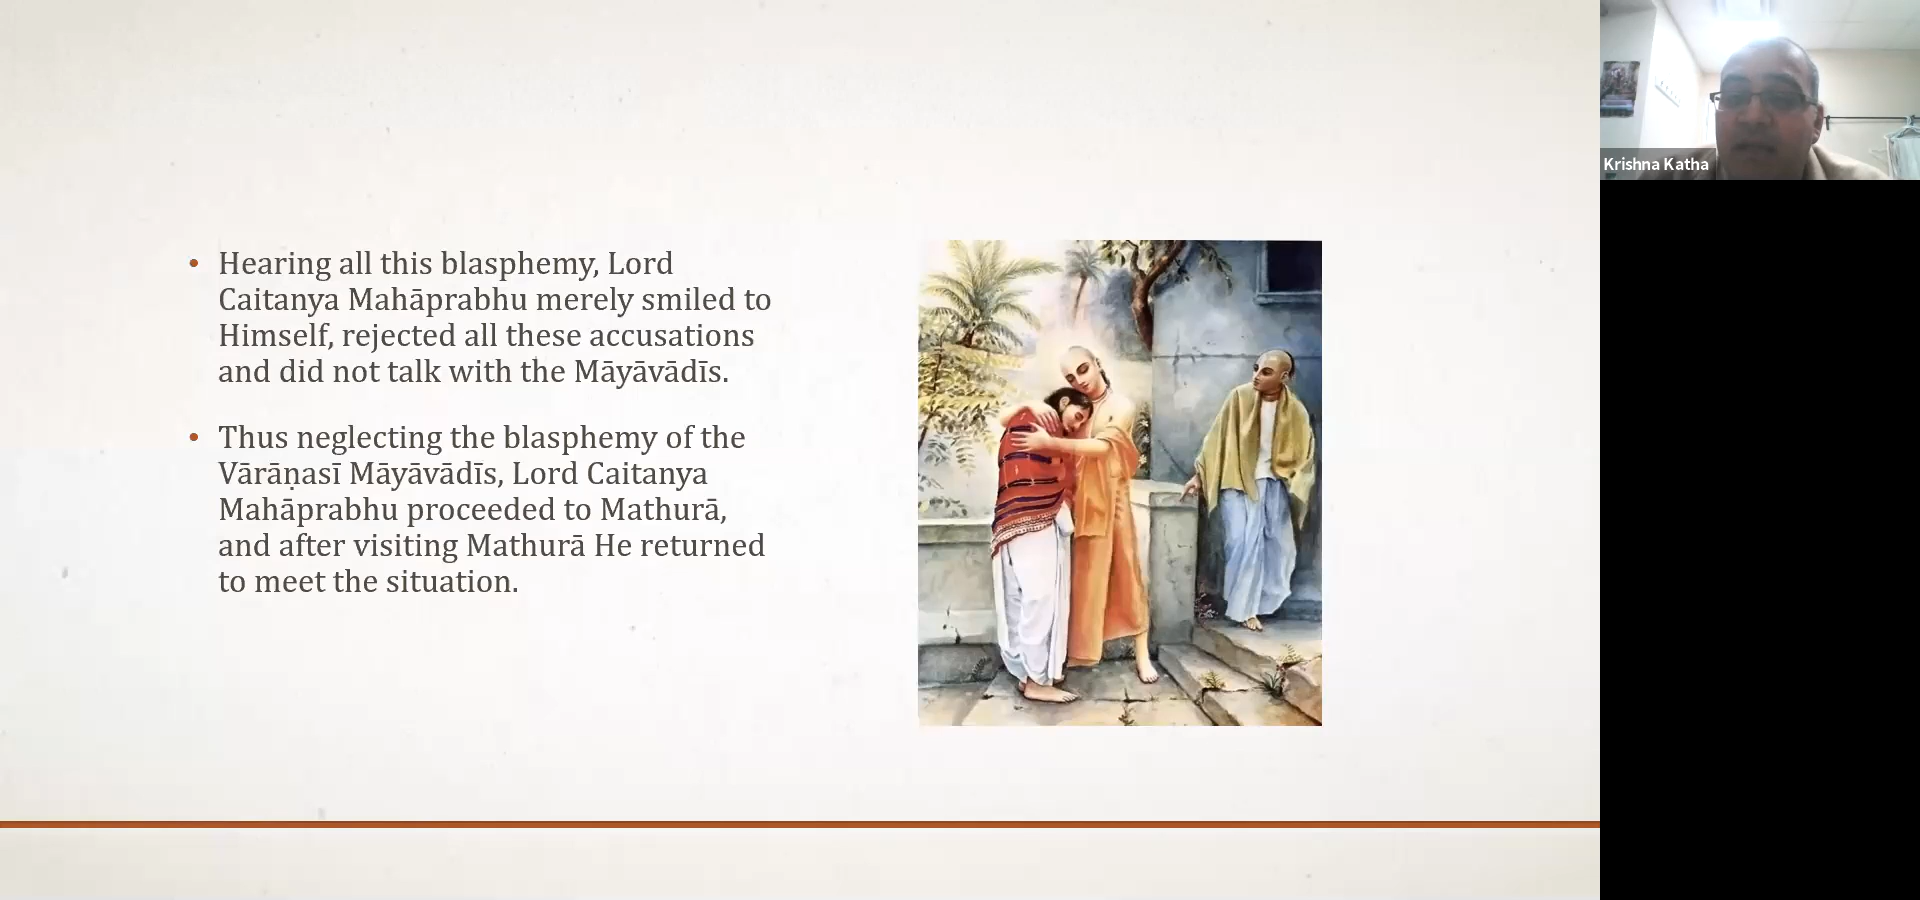 Hearing all this blasphemy, Lord
Caitanya Mahāprabhu merely smiled to
Himself, rejected all these accusations
and did not talk with the Māyāvādīs.
Thus neglecting the blasphemy of the
Vārāṇasī Māyāvādīs, Lord Caitanya
Mahāprabhu proceeded to Mathurā,
and after visiting Mathurā He returned
to meet the situation.
Krishna Katha